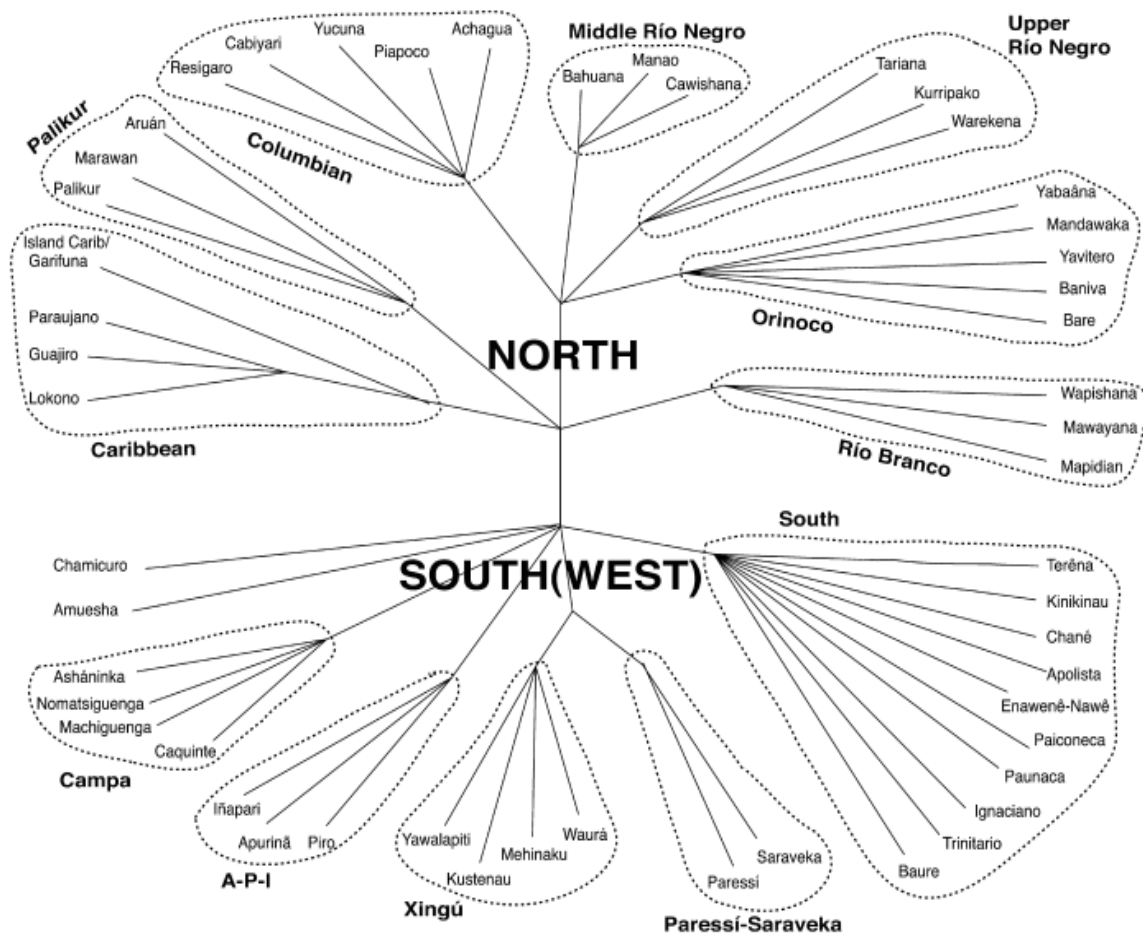 Upper
Río Negro
Middle Río Negro
Yucuna
Achagua
Cabiyari
Piapoco
Resígaro
Manao
Bahuana
Cawishana
Tariana
Kurripako
Warekena
Palikur
Aruán
Marawan
Palikur
Columbian
Yabaâna
Mandawaka
Yavitero
Baniva
Bare
Orinoco
Island Carib/
Garifuna
Paraujano
Guajiro
Lokono
Caribbean
NORTH
Wapishana
Mawayana
Mapidian
Río Branco
South
Chamicuro
Amuesha
SOUTH(WEST)
Terêna
Kinikinau
Chané
Apolista
Enawenê-Nawê
Paiconeca
Paunaca
Ignaciano
Trinitario
Baure
Asháninka
Nomatsiguenga
Machiguenga
Caquinte
Campa
Iñapari
Apurinã
Piro
A-P-I
Yawalapiti
Kustenau
Mehinaku
Waurá
Xingú
Saraveka
Paressí
Paressí-Saraveka